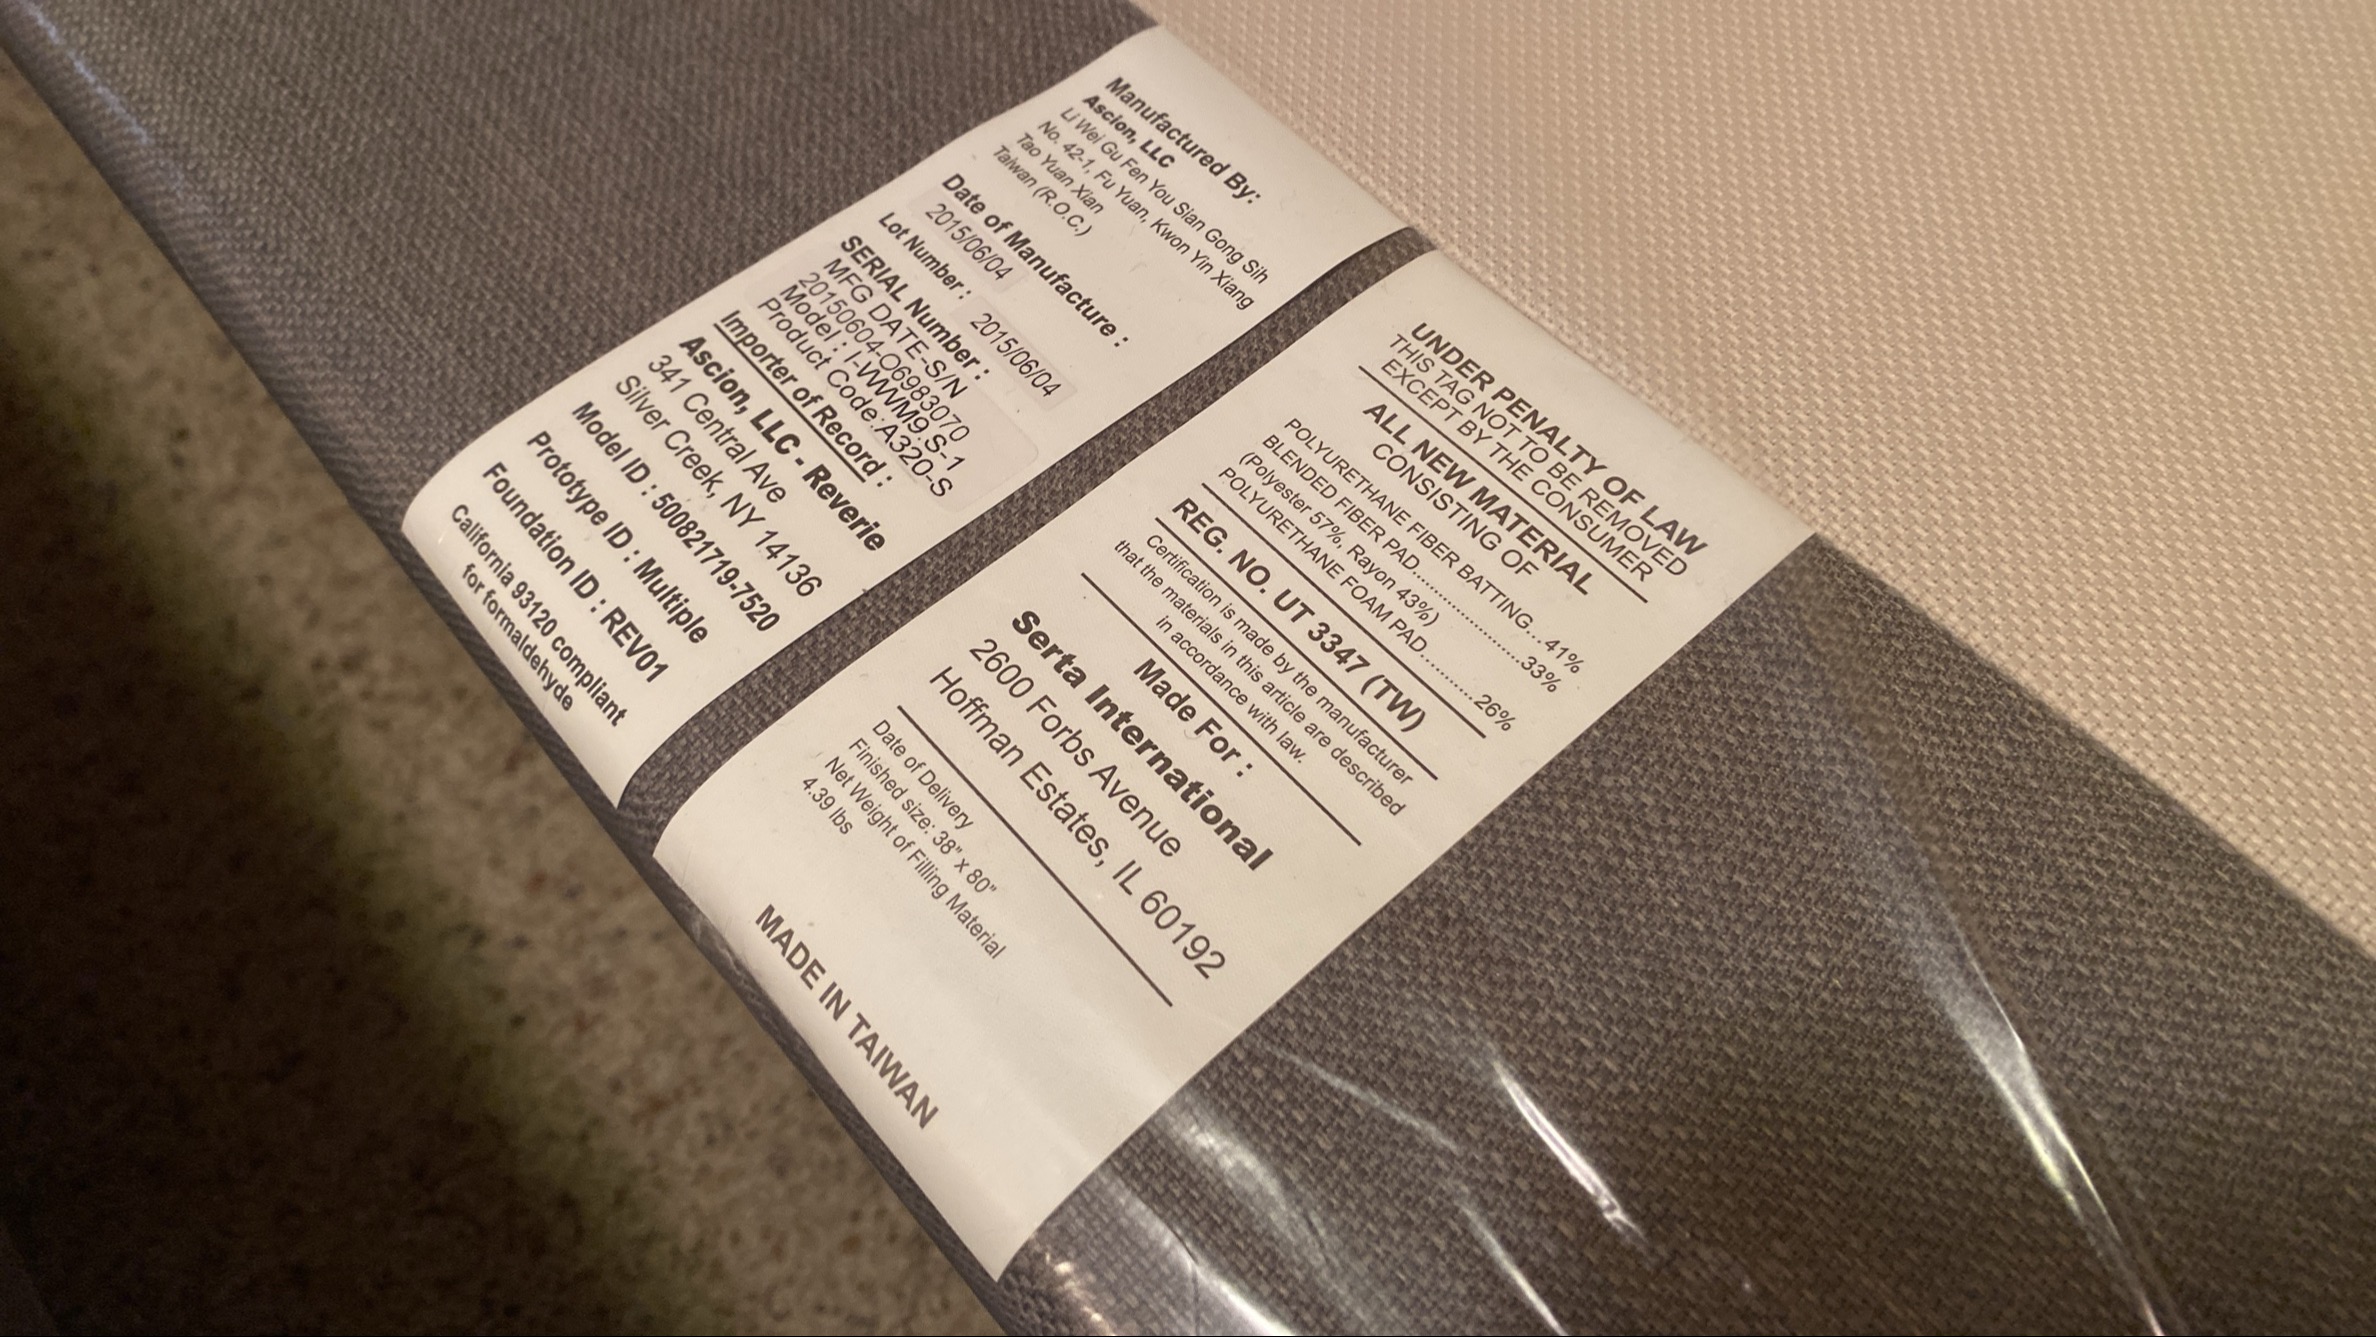 Manufactured By:
Ascion, LLC
Li Wei Gu Fen You Sian Gong Sih
No. 42-1, Fu Yuan, Kwon Yin Xiang
Tao Yuan Xian
Taiwan (R.O.C.)
Date of Manufacture :
2015/06/04
Lot Number : 2015/06/04
SERIAL Number :
MFG DATE-S/N
20150604-O6983070
Model : I-WWM9.S-1
Product Code:A320-S
Importer of Record :
Ascion, LLC - Reverie
341 Central Ave
Silver Creek, NY 14136
Model ID : 500821719-7520
Prototype ID : Multiple
Foundation ID : REV01
California 93120 compliant
for formaldehyde
UNDER PENALTY OF LAW
THIS TAG NOT TO BE REMOVED
EXCEPT BY THE CONSUMER
ALL NEW MATERIAL
CONSISTING OF
POLYURETHANE FIBER BATTING...41%
BLENDED FIBER PAD....................33%
(Polyester 57%, Rayon 43%)
POLYURETHANE FOAM PAD..........26%
REG. NO. UT 3347 (TW)
Certification is made by the manufacturer
that the materials in this article are described
in accordance with law.
Made For :
Serta International
2600 Forbs Avenue
Hoffman Estates, IL 60192
Date of Delivery
Finished size: 38" x 80"
Net Weight of Filling Material
4.39 lbs
MADE IN TAIWAN